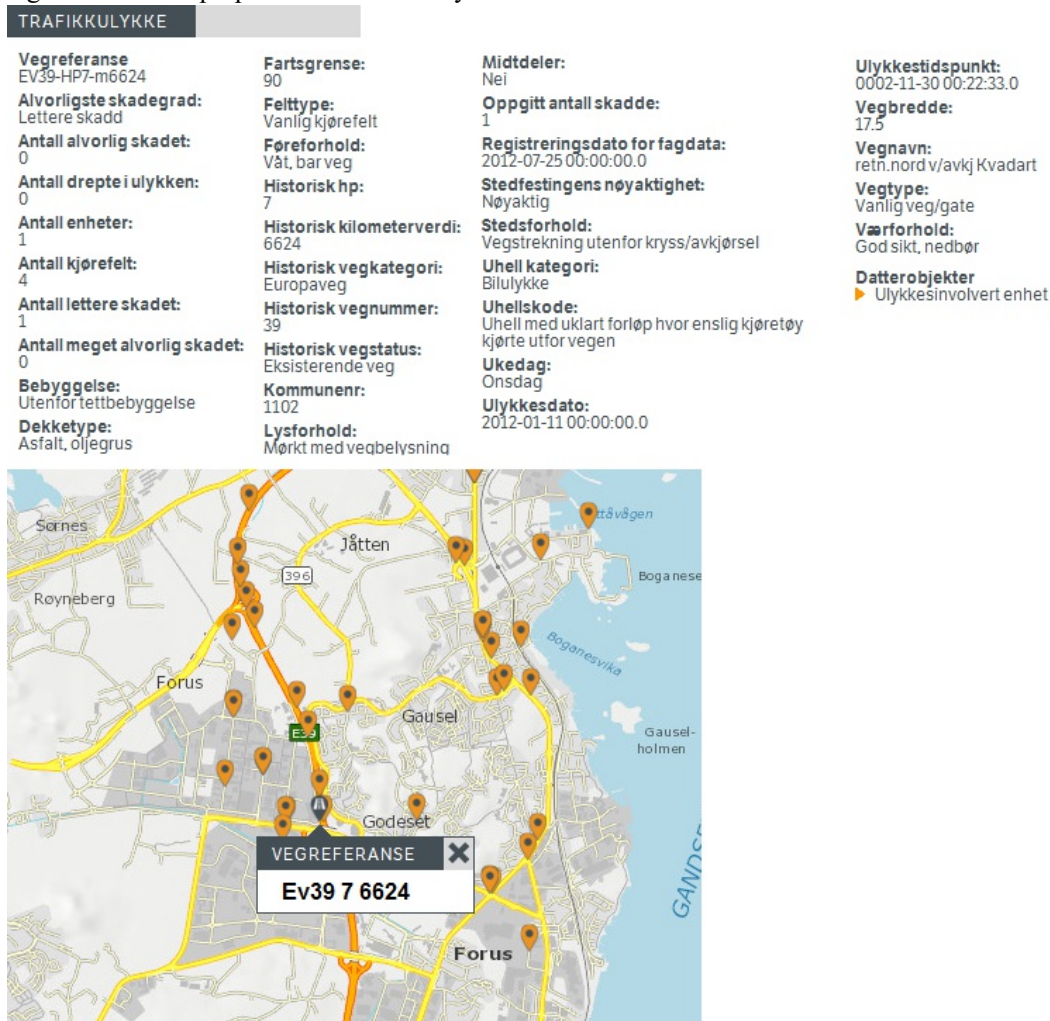 TRAFIKKULYKKE
Vegreferanse
EV39-HP7-m6624
Alvorligste skadegrad:
Lettere skadd
Antall alvorlig skadet:
0
Antall drepte i ulykken:
0
Antall enheter:
1
Antall kjørefelt:
4
Antall lettere skadet:
1
Antall meget alvorlig skadet:
0
Bebyggelse:
Utenfor tettbebyggelse
Dekketype:
Asfalt, oljegrus
Fartsgrense:
90
Felttype:
Vanlig kjørefelt
Føreforhold:
Våt, bar veg
Historisk hp:
7
Historisk kilometerverdi:
6624
Historisk vegkategori:
Europaveg
Historisk vegnummer:
39
Historisk vegstatus:
Eksisterende veg
Kommunenr:
1102
Lysforhold:
Mørkt med vegbelysning
Midtdeler:
Nei
Oppgitt antall skadde:
1
Registreringsdato for fagdata:
2012-07-25 00:00:00.0
Stedfestingens nøyaktighet:
Nøyaktig
Stedsforhold:
Vegstrekning utenfor kryss/avkjørsel
Uhell kategori:
Bilulykke
Uhellskode:
Uhell med uklart forløp hvor enslig kjøretøy
kjørte utfor vegen
Ukedag:
Onsdag
Ulykkesdato:
2012-01-11 00:00:00.0
Ulykkestidspunkt:
0002-11-30 00:22:33.0
Vegbredde:
17.5
Vegnavn:
retn.nord v/avkj Kvadart
Vegtype:
Vanlig veg/gate
Værforhold:
God sikt, nedbør
Datterobjekter
Ulykkesinvolvert enhet
Sørnes
Jåtten
396
Røyneberg
Boganese
Boganesvika
Forus
Gausel
E39
Gausel-
holmen
Godeset
VEGREFERANSE
Ev39 7 6624
Forus